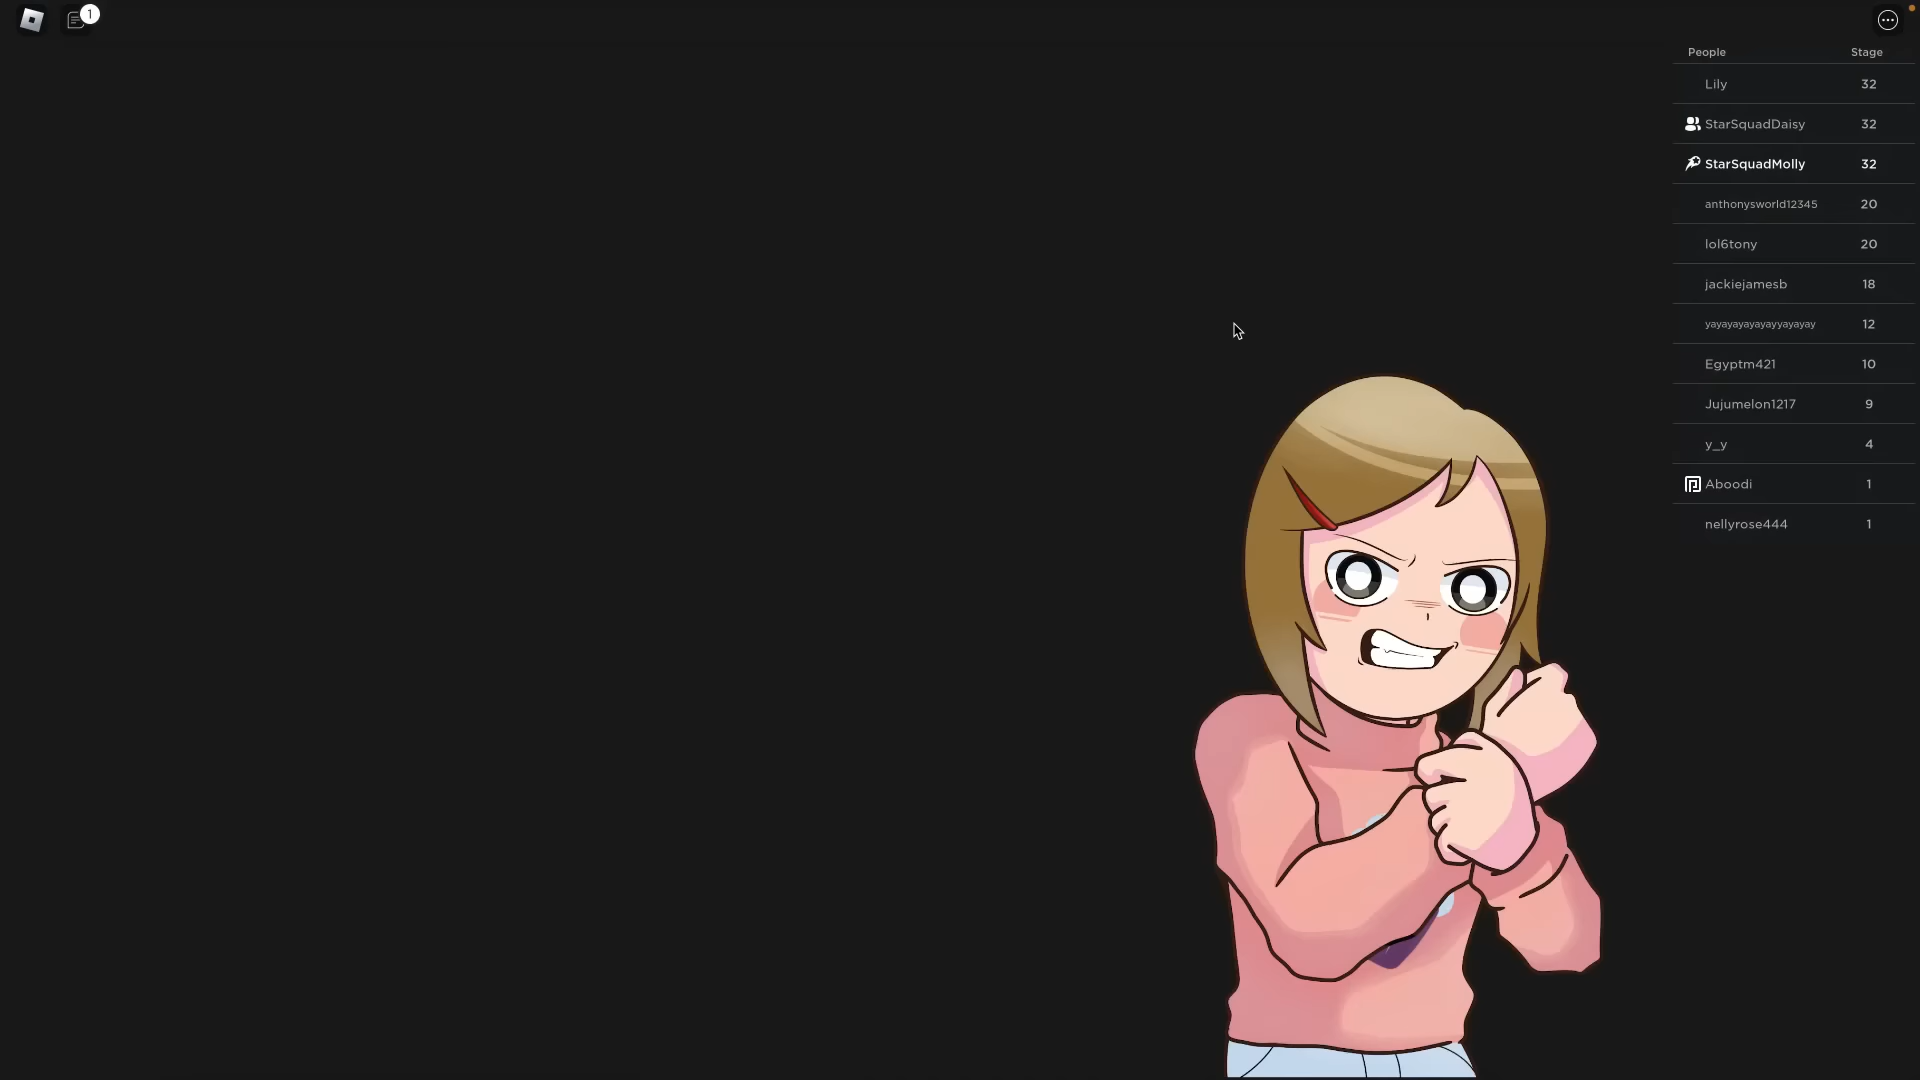 1
People Stage
Lily 32
StarSquadDaisy 32
StarSquadMolly 32
anthonysworld12345 20
lol6tony 20
jackiejamesb 18
yayayayayayayyayayay 12
Egyptm421 10
Jujumelon1217 9
y_y 4
Aboodi 1
nellyrose444 1